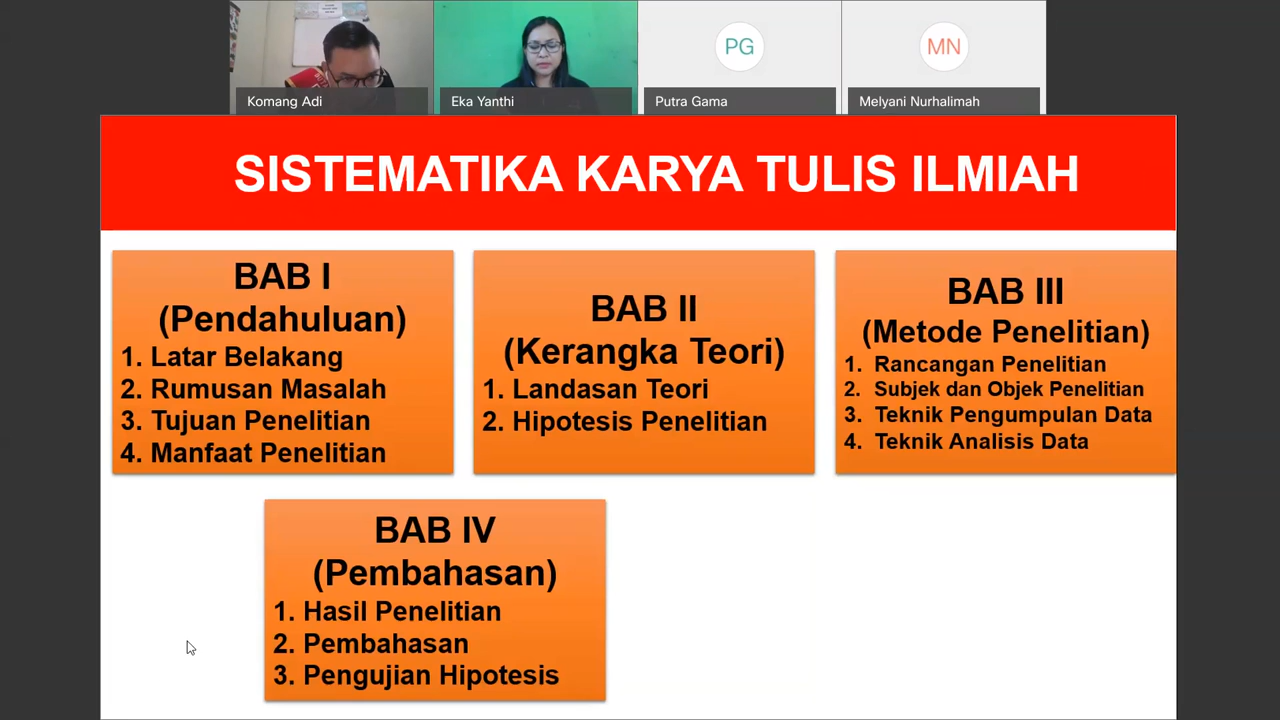 PG
MN
Komang Adi
Eka Yanthi
Putra Gama
Melyani Nurhalimah
SISTEMATIKA KARYA TULIS ILMIAH
BAB I
(Pendahuluan)
1. Latar Belakang
2. Rumusan Masalah
3. Tujuan Penelitian
4. Manfaat Penelitian
BAB II
(Kerangka Teori)
1. Landasan Teori
2. Hipotesis Penelitian
BAB III
(Metode Penelitian)
1. Rancangan Penelitian
2. Subjek dan Objek Penelitian
3. Teknik Pengumpulan Data
4. Teknik Analisis Data
BAB IV
(Pembahasan)
1. Hasil Penelitian
2. Pembahasan
3. Pengujian Hipotesis